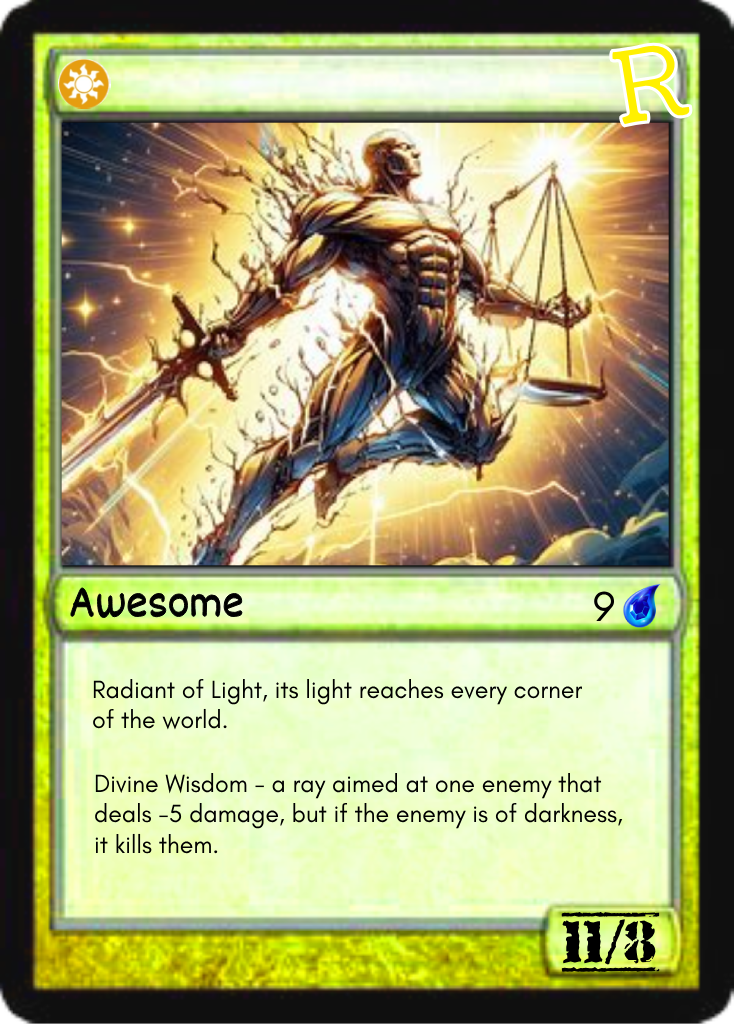 R
Awesome
9
Radiant of Light, its light reaches every corner
of the world.
Divine Wisdom - a ray aimed at one enemy that
deals -5 damage, but if the enemy is of darkness,
it kills them.
11/8